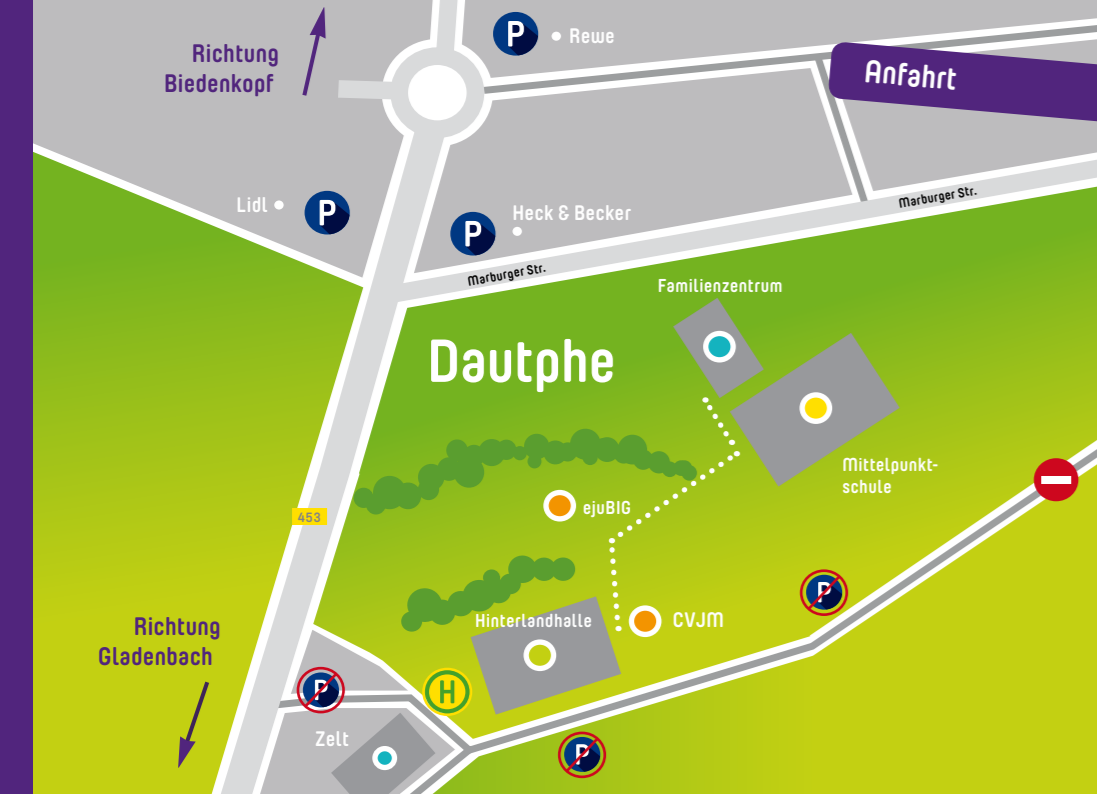 P
Rewe
Richtung
Biedenkopf
Anfahrt
Lidl
P
P
Heck & Becker
Marburger Str.
Marburger Str.
Familienzentrum
Dautphe
Mittelpunkt-
schule
453
ejuBIG
P
Richtung
Gladenbach
Hinterlandhalle
CVJM
P
H
Zelt
P